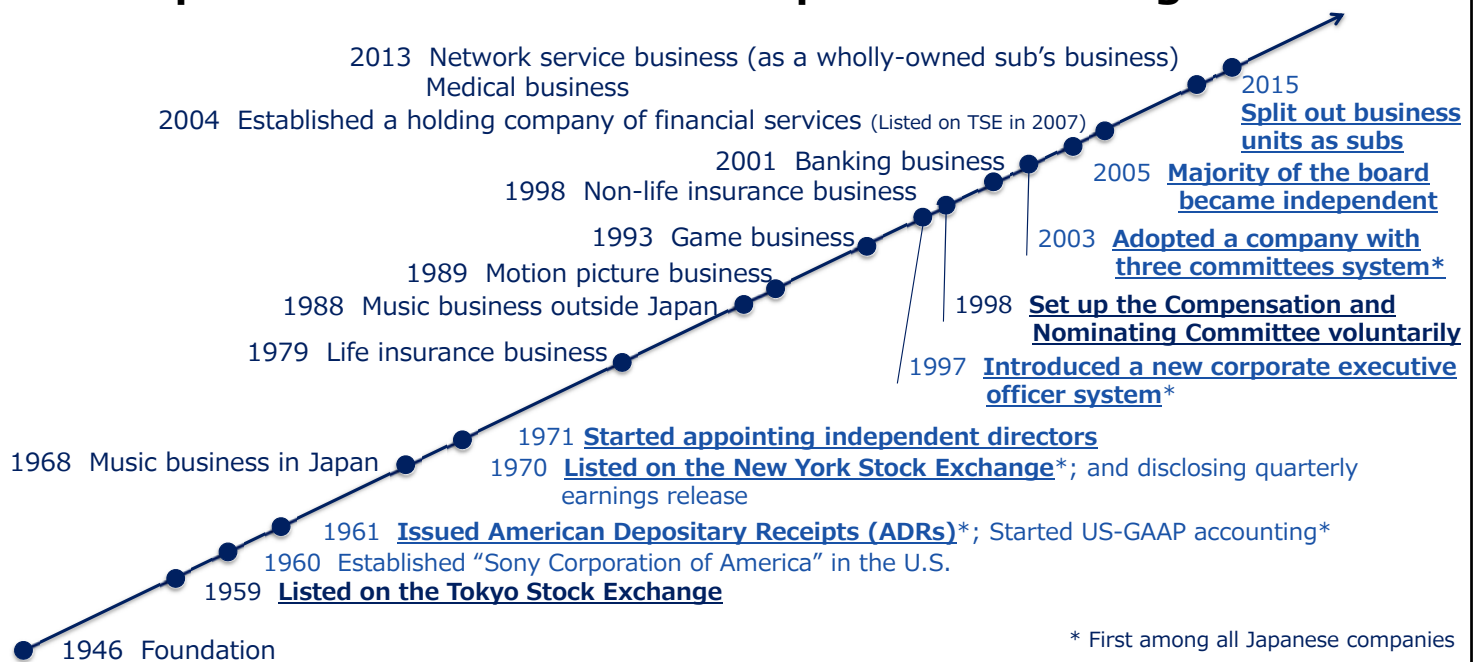 2013 Network service business (as a wholly-owned sub's business)
Medical business
2004 Established a holding company of financial services (Listed on TSE in 2007)
2001 Banking business
1998 Non-life insurance business
1993 Game business
1989 Motion picture business
1988 Music business outside Japan
1979 Life insurance business
1968 Music business in Japan
2015
Split out business
units as subs
2005 Majority of the board
became independent
2003 Adopted a company with
three committees system*
1998 Set up the Compensation and
Nominating Committee voluntarily
1997 Introduced a new corporate executive
officer system*
1971 Started appointing independent directors
1970 Listed on the New York Stock Exchange*; and disclosing quarterly
earnings release
1961 Issued American Depositary Receipts (ADRs)*; Started US-GAAP accounting*
1960 Established “Sony Corporation of America” in the U.S.
1959 Listed on the Tokyo Stock Exchange
1946 Foundation
* First among all Japanese companies